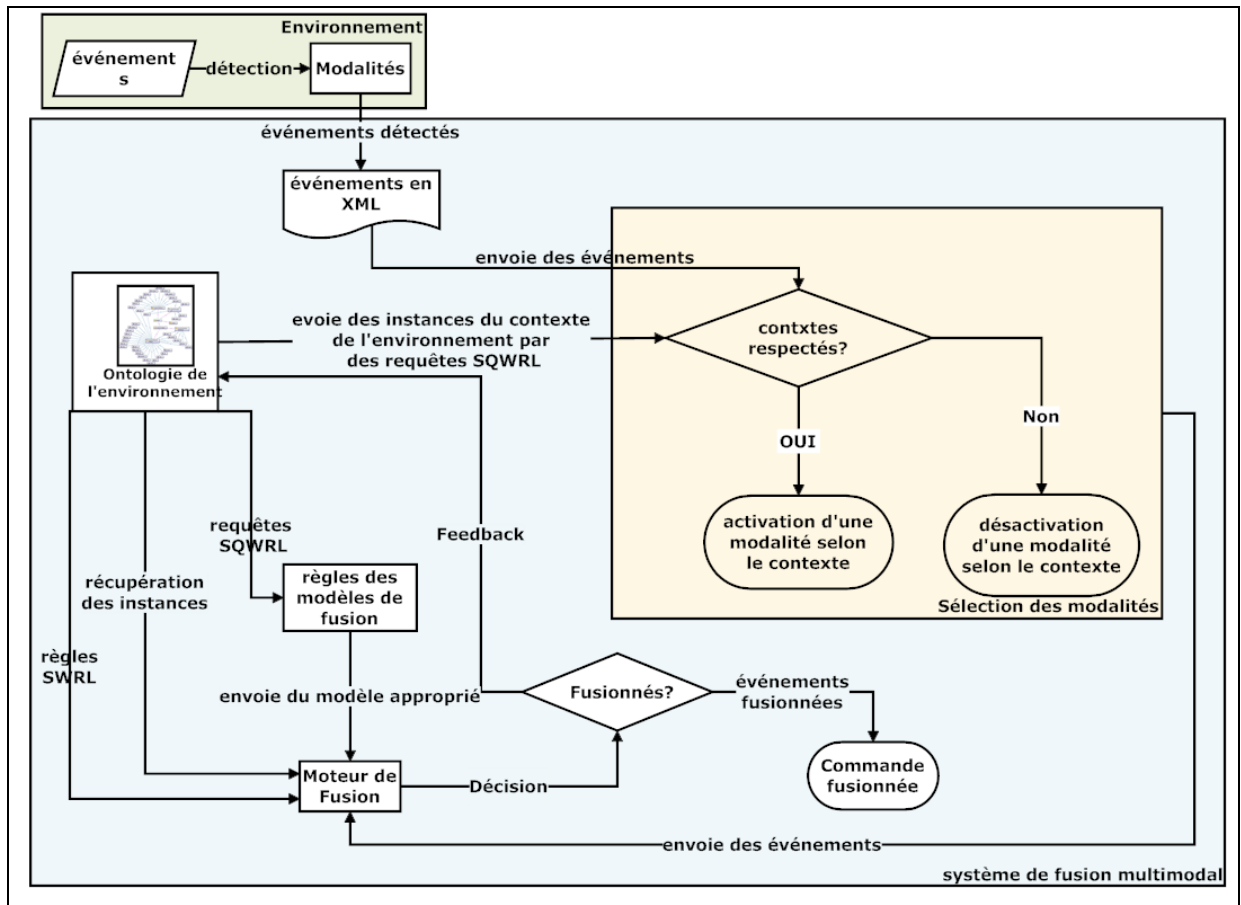 Environnement
événement
s
détection
Modalités
événements détectés
événements en
XML
envoie des événements
evoie des instances du contexte
de l'environnement par
des requêtes SQWRL
contxtes
respectés?
Ontologie de
l'environnement
OUI
Non
activation d'une
modalité selon
le contexte
désactivation
d'une modalité
selon le contexte
Sélection des modalités
requêtes
SQWRL
Feedback
récupération
des instances
règles des
modèles de
fusion
règles
SWRL
envoie du modèle approprié
Fusionnés?
événements
fusionnées
Moteur de
Fusion
Décision
Commande
fusionnée
envoie des événements
système de fusion multimodal